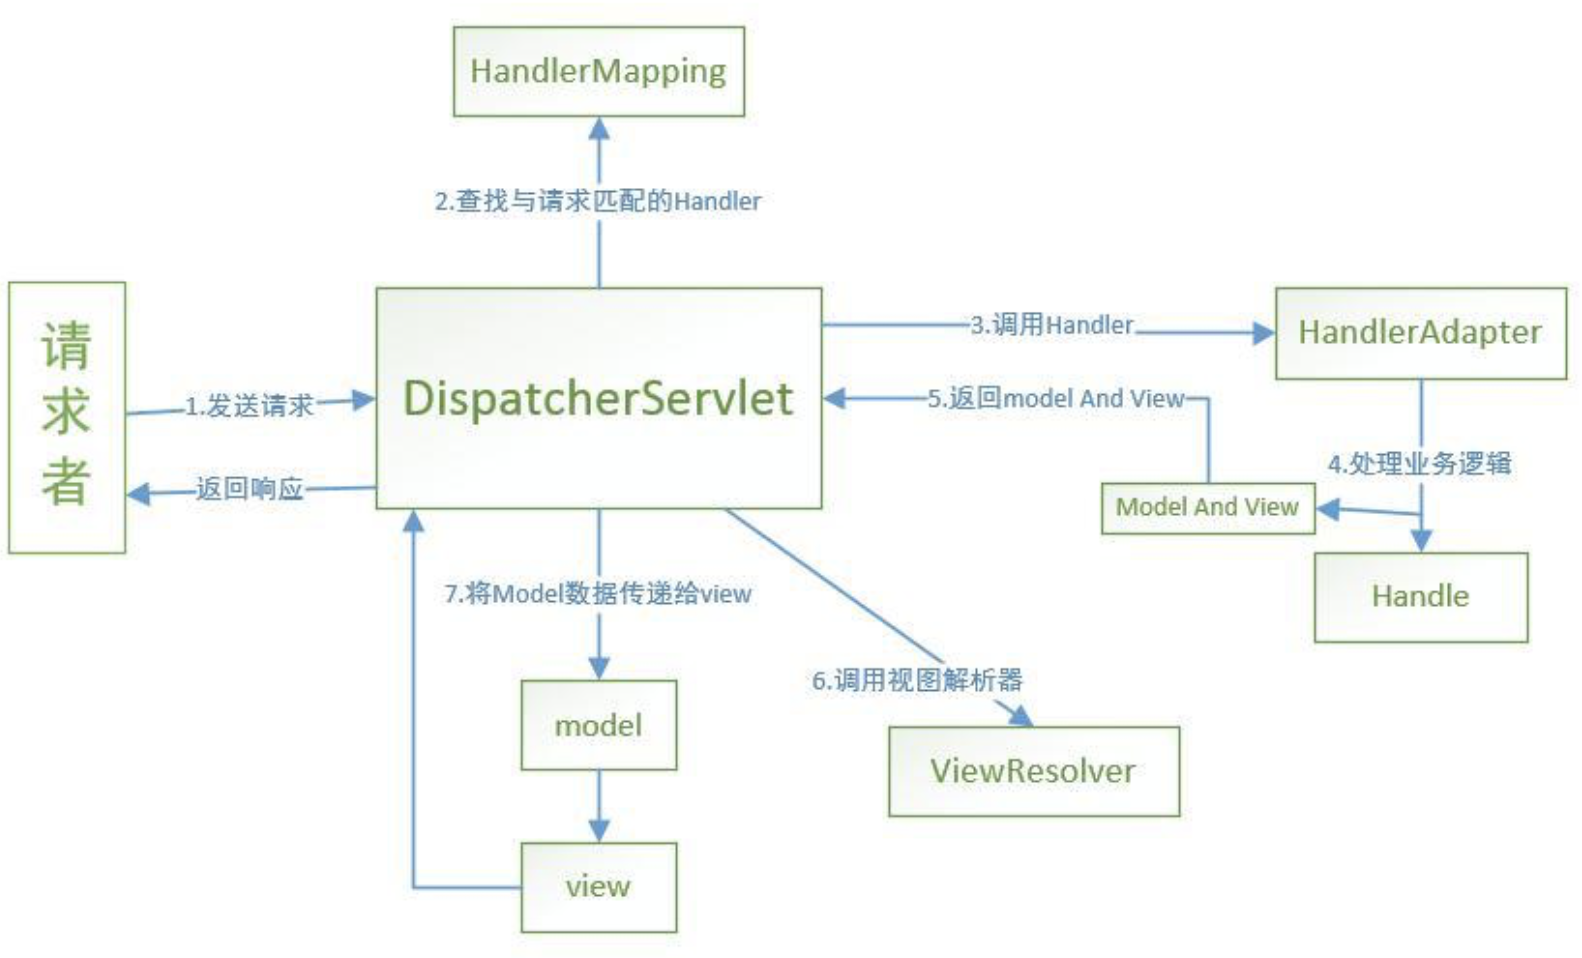 HandlerMapping
2.查找与请求匹配的Handler
请
求
者
1.发送请求
返回响应
DispatcherServlet
3.调用Handler
HandlerAdapter
5.返回model And View
4.处理业务逻辑
Model And View
Handle
7.将Model数据传递给view
6.调用视图解析器
model
ViewResolver
view